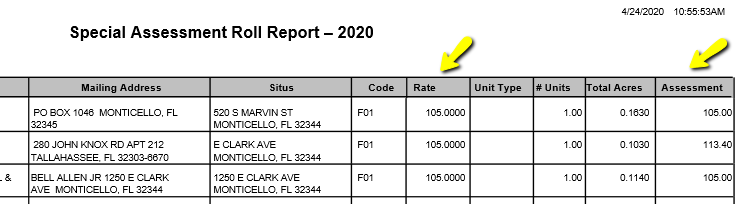 4/24/2020 10:55:53AM
Special Assessment Roll Report – 2020
Mailing Address Situs Code Rate Unit Type # Units Total Acres Assessment
PO BOX 1046 MONTICELLO, FL 520 S MARVIN ST F01 105.0000 1.00 0.1630 105.00
32345 MONTICELLO, FL 32344
280 JOHN KNOX RD APT 212 E CLARK AVE F01 105.0000 1.00 0.1030 113.40
TALLAHASSEE, FL 32303-6670 MONTICELLO, FL 32344
L & BELL ALLEN JR 1250 E CLARK 1250 E CLARK AVE F01 105.0000 1.00 0.1140 105.00
AVE MONTICELLO, FL 32344 MONTICELLO, FL 32344